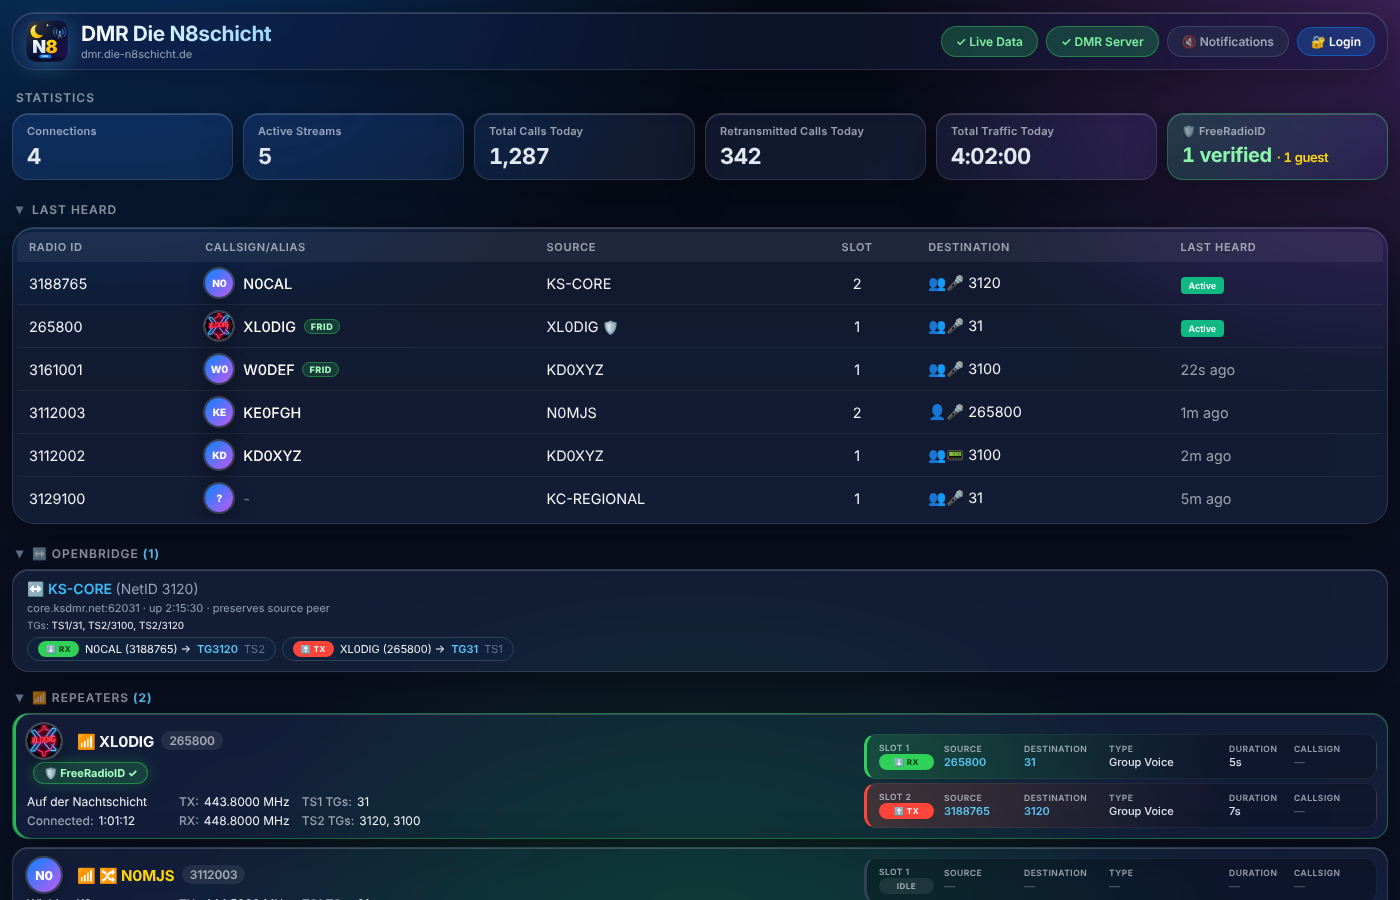 N8
DMR Die N8schicht
dmr.die-n8schicht.de
✓ Live Data
✓ DMR Server
Notifications
Login
STATISTICS
Connections
4
Active Streams
5
Total Calls Today
1,287
Retransmitted Calls Today
342
Total Traffic Today
4:02:00
FreeRadioID
1 verified · 1 guest
▼ LAST HEARD
RADIO ID CALLSIGN/ALIAS SOURCE SLOT DESTINATION LAST HEARD
3188765 N0 N0CAL KS-CORE 2 3120 Active
265800 XL0DIG XL0DIG FRID XL0DIG 1 31 Active
3161001 W0 W0DEF FRID KD0XYZ 1 3100 22s ago
3112003 KE KE0FGH N0MJS 2 265800 1m ago
3112002 KD KD0XYZ KD0XYZ 1 3100 2m ago
3129100 ? - KC-REGIONAL 1 31 5m ago
▼ OPENBRIDGE (1)
KS-CORE (NetID 3120)
core.ksdmr.net:62031 · up 2:15:30 · preserves source peer
TGs: TS1/31, TS2/3100, TS2/3120
RX N0CAL (3188765) → TG3120 TS2
TX XL0DIG (265800) → TG31 TS1
▼ REPEATERS (2)
XL0DIG XL0DIG 265800
FreeRadioID ✓
Auf der Nachtschicht TX: 443.8000 MHz TS1 TGs: 31
Connected: 1:01:12 RX: 448.8000 MHz TS2 TGs: 3120, 3100
SLOT 1 SOURCE DESTINATION TYPE DURATION CALLSIGN
RX 265800 31 Group Voice 5s —
SLOT 2 SOURCE DESTINATION TYPE DURATION CALLSIGN
TX 3188765 3120 Group Voice 7s —
N0 N0MJS 3112003
SLOT 1 SOURCE DESTINATION TYPE DURATION CALLSIGN
IDLE — — — — —